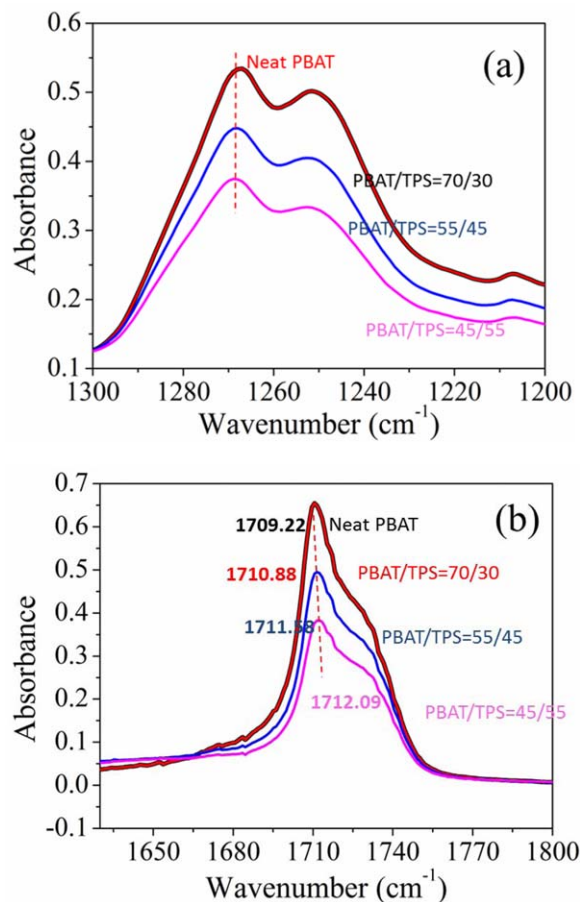 0.6
(a)
Neat PBAT
0.5
0.4
PBAT/TPS=70/30
PBAT/TPS=55/45
0.3
0.2
PBAT/TPS=45/55
0.1
Absorbance
1300 1280 1260 1240 1220 1200
Wavenumber (cm⁻¹)
0.7
(b)
0.6
1709.22 Neat PBAT
0.5
1710.88 PBAT/TPS=70/30
0.4
1711.58 PBAT/TPS=55/45
0.3
0.2
1712.09 PBAT/TPS=45/55
0.1
0.0
-0.1
Absorbance
1650 1680 1710 1740 1770 1800
Wavenumber (cm⁻¹)